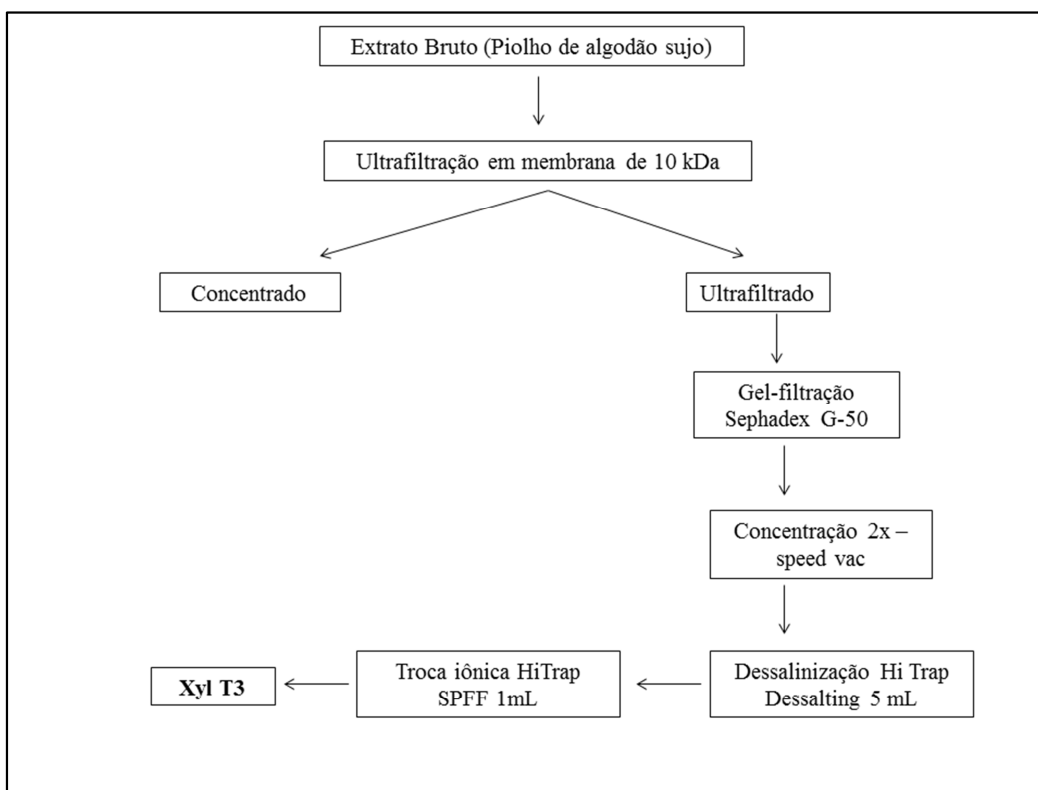 Extrato Bruto (Piolho de algodão sujo)
Ultrafiltração em membrana de 10 kDa
Concentrado
Ultrafiltrado
Gel-filtração
Sephadex G-50
Concentração 2x –
speed vac
Dessalinização Hi Trap
Dessalting 5 mL
Troca iônica HiTrap
SPFF 1mL
Xyl T3